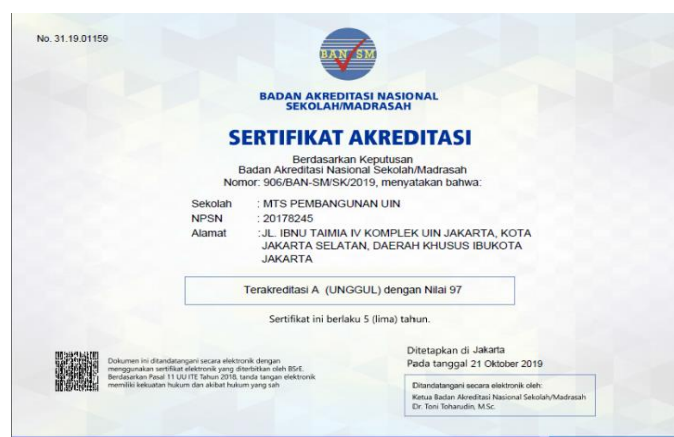 No. 31.19.01159
BAN SM
BADAN AKREDITASI NASIONAL
SEKOLAH/MADRASAH
SERTIFIKAT AKREDITASI
Berdasarkan Keputusan
Badan Akreditasi Nasional Sekolah/Madrasah
Nomor: 906/BAN-SM/SK/2019, menyatakan bahwa:
Sekolah : MTS PEMBANGUNAN UIN
NPSN : 20178245
Alamat :JL. IBNU TAIMIA IV KOMPLEK UIN JAKARTA, KOTA
JAKARTA SELATAN, DAERAH KHUSUS IBUKOTA
JAKARTA
Terakreditasi A (UNGGUL) dengan Nilai 97
Sertifikat ini berlaku 5 (lima) tahun.
Dokumen ini ditandatangani secara elektronik dengan
menggunakan sertifikat elektronik yang diterbitkan oleh BSrE.
Berdasarkan Pasal 11 UU ITE Tahun 2018, tanda tangan elektronik
memiliki kekuatan hukum dan akibat hukum yang sah
Ditetapkan di Jakarta
Pada tanggal 21 Oktober 2019
Ditandatangani secara elektronik oleh:
Ketua Badan Akreditasi Nasional Sekolah/Madrasah
Dr. Toni Toharudin, M.Sc.